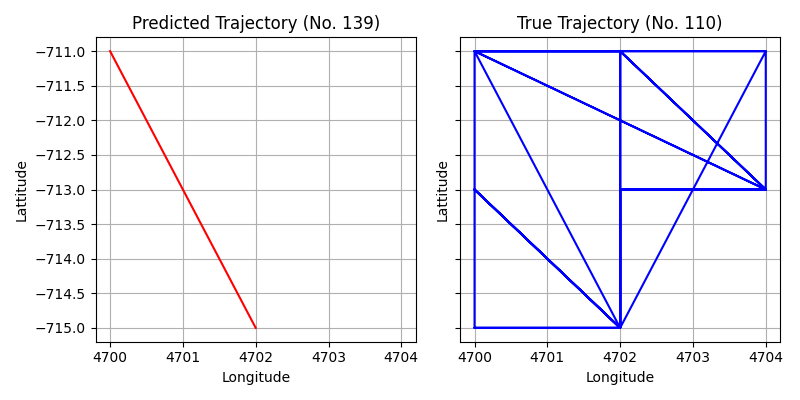 Predicted Trajectory (No. 139)
True Trajectory (No. 110)
−711.0
−711.5
−712.0
−712.5
−713.0
−713.5
−714.0
−714.5
−715.0
Lattitude
Lattitude
4700 4701 4702 4703 4704
4700 4701 4702 4703 4704
Longitude
Longitude